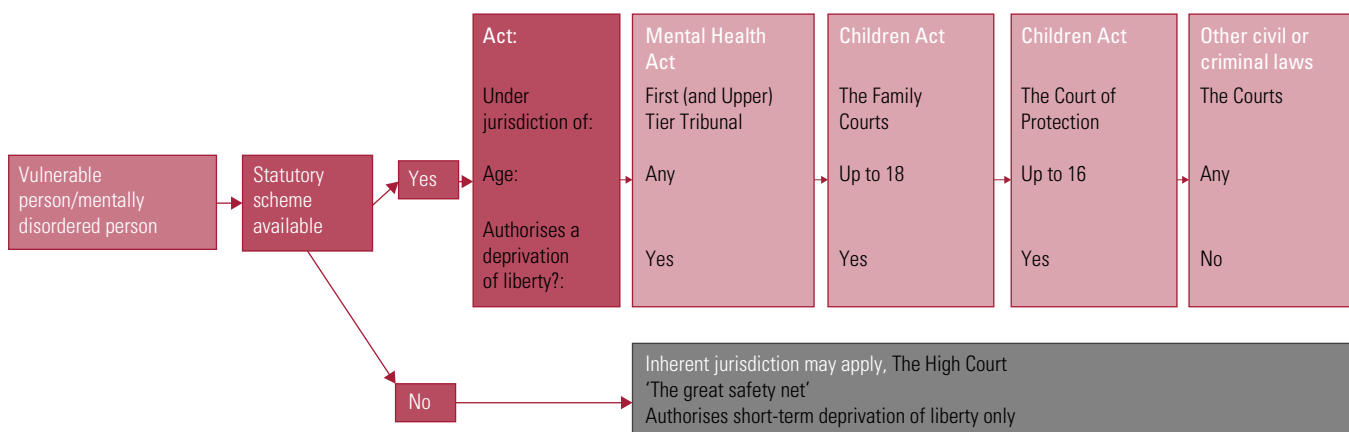 Vulnerable
person/mentally
disordered person
Statutory
scheme
available
Yes
Act:
Under
jurisdiction of:
Age:
Authorises a
deprivation
of liberty?:
Mental Health
Act
First (and Upper)
Tier Tribunal
Any
Yes
Children Act
The Family
Courts
Up to 18
Yes
Children Act
The Court of
Protection
Up to 16
Yes
Other civil or
criminal laws
The Courts
Any
No
No
Inherent jurisdiction may apply, The High Court
‘The great safety net’
Authorises short-term deprivation of liberty only